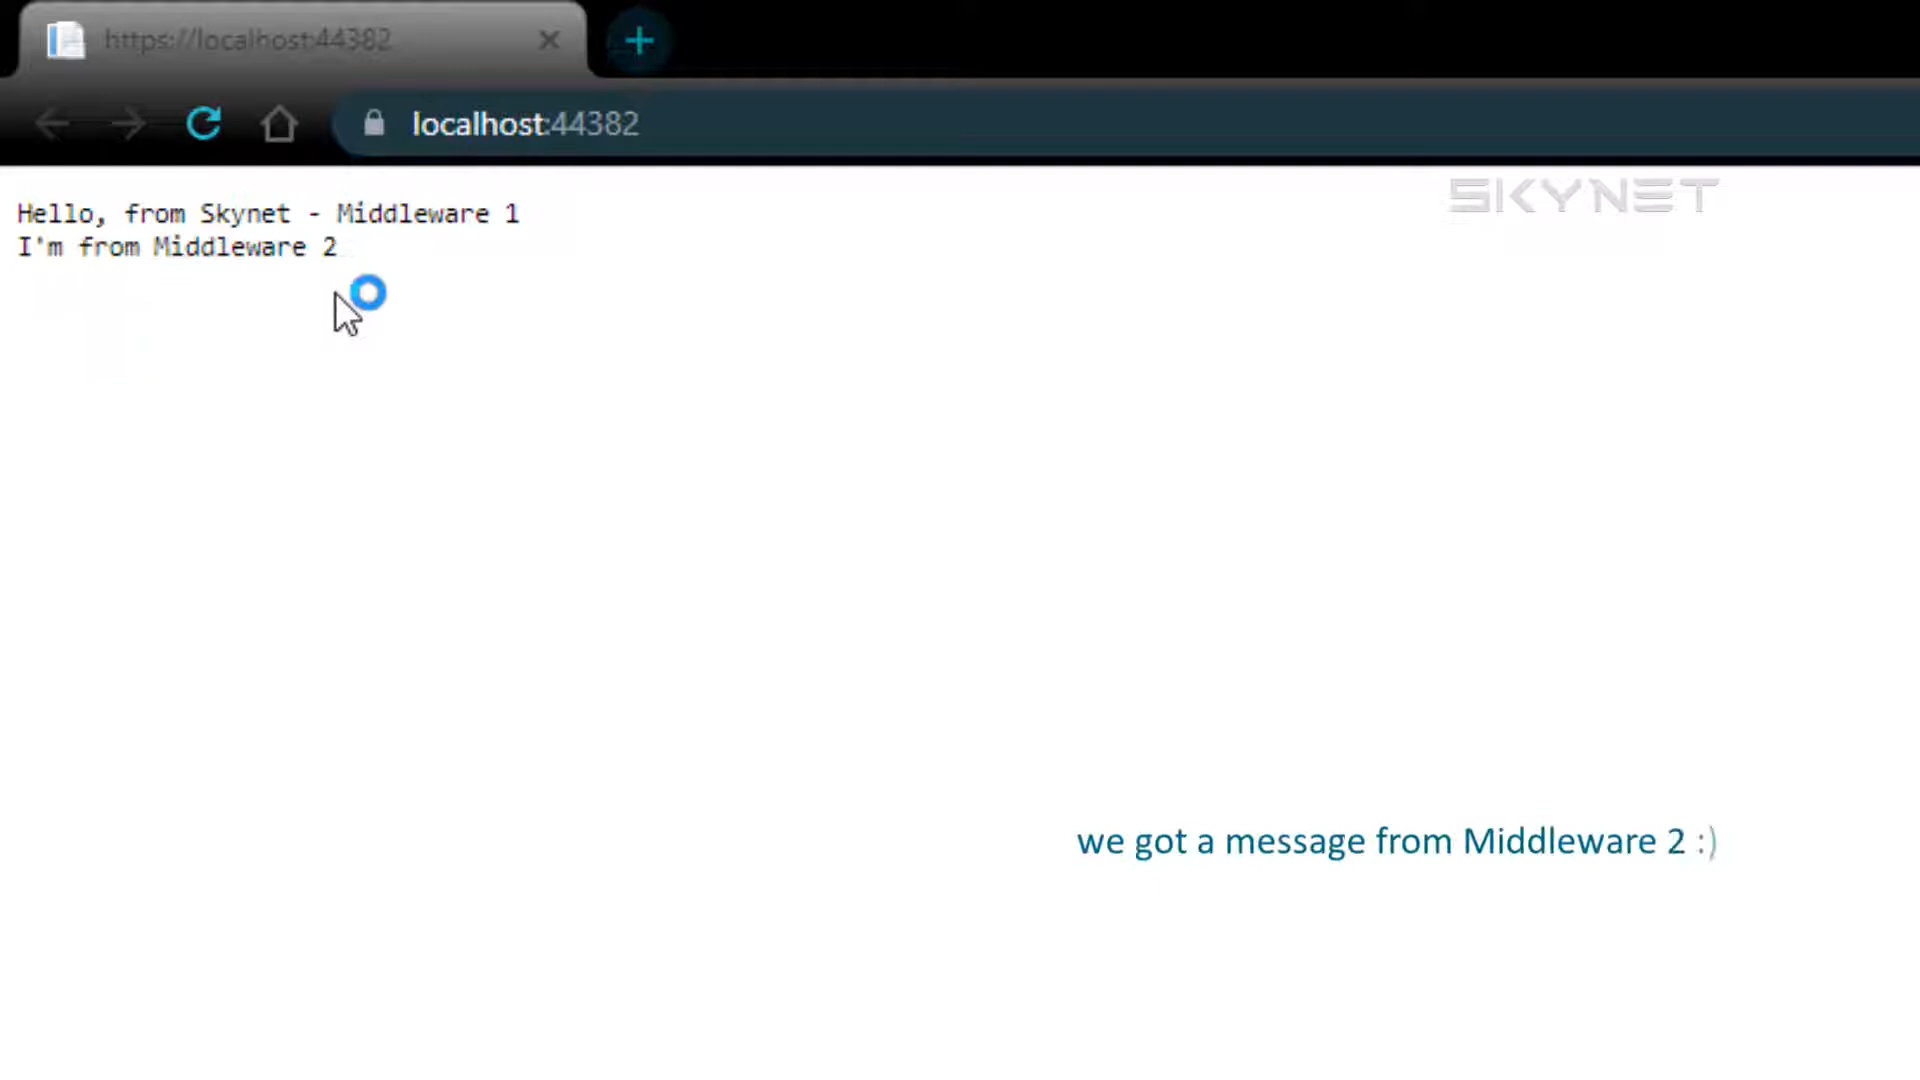 https://localhost:44382
localhost:44382
SKYNET
Hello, from Skynet - Middleware 1
I'm from Middleware 2
we got a message from Middleware 2 :)